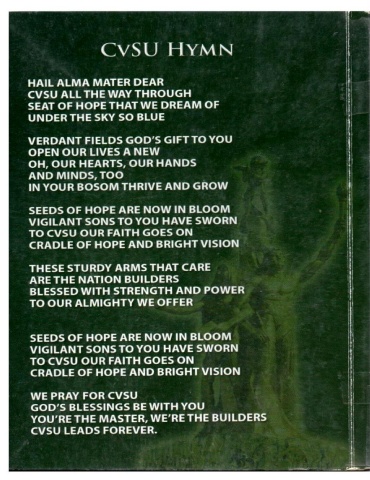 CVSU HYMN
HAIL ALMA MATER DEAR
CVSU ALL THE WAY THROUGH
SEAT OF HOPE THAT WE DREAM OF
UNDER THE SKY SO BLUE
VERDANT FIELDS GOD'S GIFT TO YOU
OPEN OUR LIVES A NEW
OH, OUR HEARTS, OUR HANDS
AND MINDS, TOO
IN YOUR BOSOM THRIVE AND GROW
SEEDS OF HOPE ARE NOW IN BLOOM
VIGILANT SONS TO YOU HAVE SWORN
TO CVSU OUR FAITH GOES ON
CRADLE OF HOPE AND BRIGHT VISION
THESE STURDY ARMS THAT CARE
ARE THE NATION BUILDERS
BLESSED WITH STRENGTH AND POWER
TO OUR ALMIGHTY WE OFFER
SEEDS OF HOPE ARE NOW IN BLOOM
VIGILANT SONS TO YOU HAVE SWORN
TO CVSU OUR FAITH GOES ON
CRADLE OF HOPE AND BRIGHT VISION
WE PRAY FOR CVSU
GOD'S BLESSINGS BE WITH YOU
YOU'RE THE MASTER, WE'RE THE BUILDERS
CVSU LEADS FOREVER.